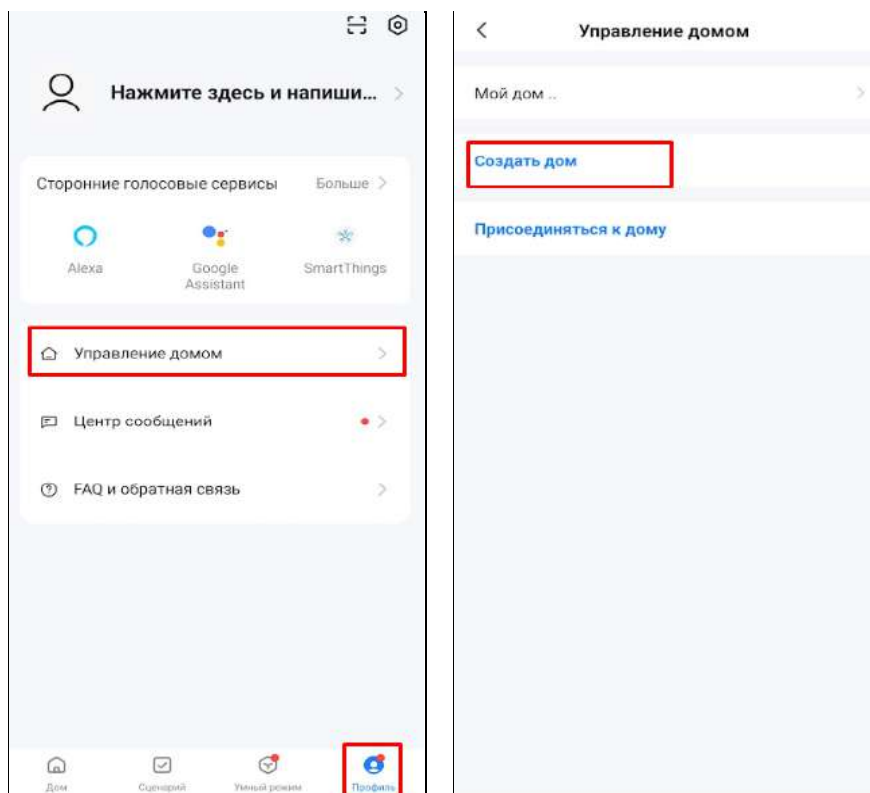 Нажмите здесь и напиши...
Сторонние голосовые сервисы Больше
Alexa
Google
Assistant
SmartThings
Управление домом
Центр сообщений
FAQ и обратная связь
Дом Сценарий Умный режим Профиль
Управление домом
Мой дом ..
Создать дом
Присоединяться к дому